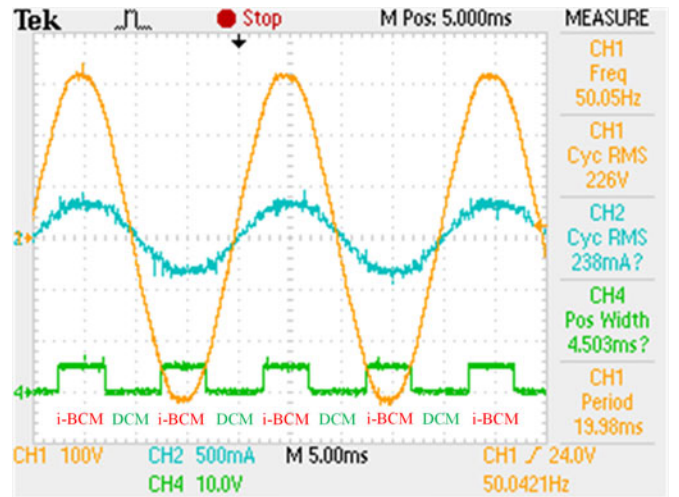 Tek Stop M Pos: 5.000ms MEASURE
CH1
Freq
50.05Hz
CH1
Cyc RMS
226V
CH2
Cyc RMS
238mA?
CH4
Pos Width
4.503ms?
CH1
Period
19.98ms
2
4
i-BCM DCM i-BCM DCM i-BCM DCM i-BCM DCM i-BCM
CH1 100V CH2 500mA M 5.00ms CH1 24.0V
CH4 10.0V 50.0421Hz